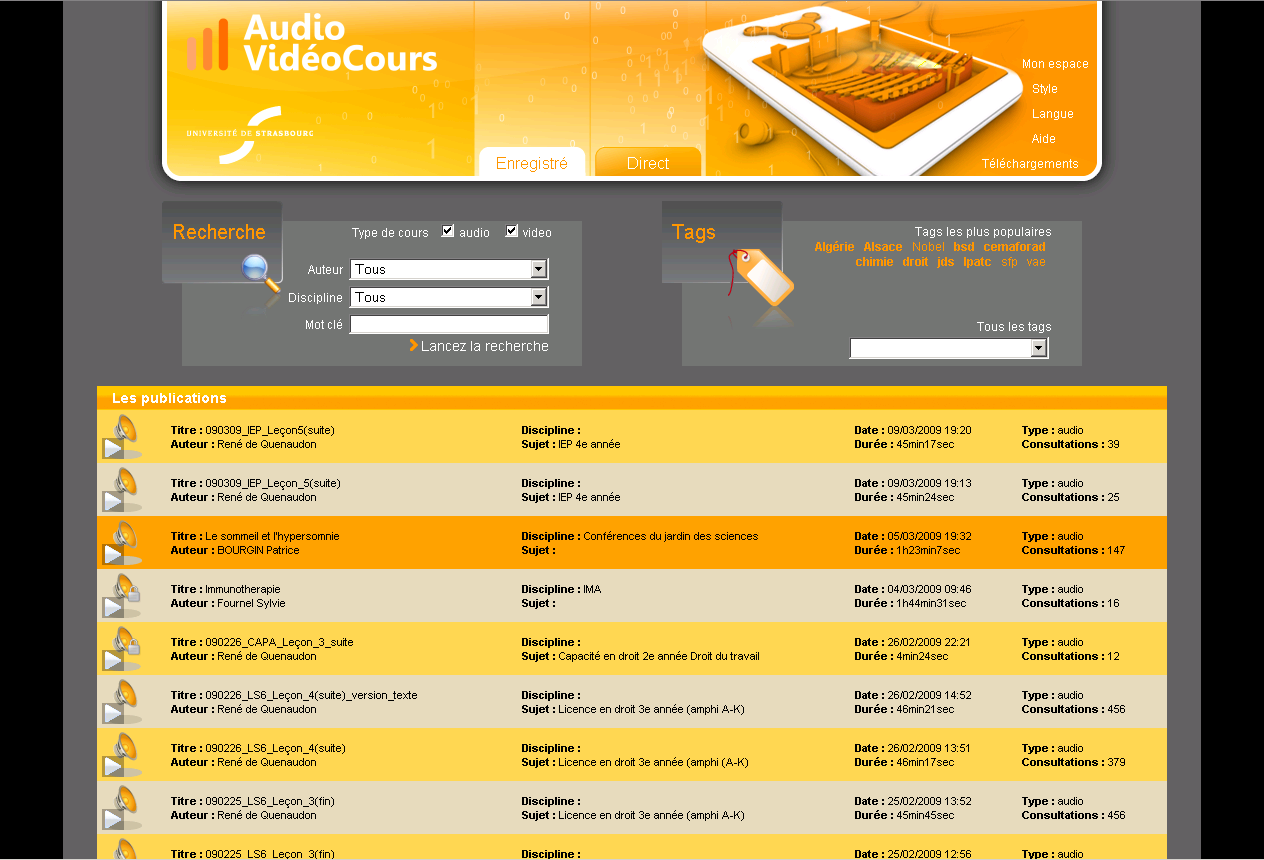 Audio
VidéoCours
UNIVERSITÉ DE STRASBOURG
Enregistré
Direct
Mon espace
Style
Langue
Aide
Téléchargements
Recherche
Type de cours audio video
Auteur Tous
Discipline Tous
Mot clé
Lancez la recherche
Tags
Tags les plus populaires
Algérie Alsace Nobel bsd cemaforad
chimie droit jds lpatc sfp vae
Tous les tags
Les publications
Titre : 090309_IEP_Leçon5(suite) Discipline : Date : 09/03/2009 19:20 Type : audio
Auteur : René de Quenaudon Sujet : IEP 4e année Durée : 45min17sec Consultations : 39
Titre : 090309_IEP_Leçon_5(suite) Discipline : Date : 09/03/2009 19:13 Type : audio
Auteur : René de Quenaudon Sujet : IEP 4e année Durée : 45min24sec Consultations : 25
Titre : Le sommeil et l'hypersomnie Discipline : Conférences du jardin des sciences Date : 05/03/2009 19:32 Type : audio
Auteur : BOURGIN Patrice Sujet : Durée : 1h23min7sec Consultations : 147
Titre : Immunotherapie Discipline : IMA Date : 04/03/2009 09:46 Type : audio
Auteur : Fournel Sylvie Sujet : Durée : 1h44min31sec Consultations : 16
Titre : 090226_CAPA_Leçon_3_suite Discipline : Date : 26/02/2009 22:21 Type : audio
Auteur : René de Quenaudon Sujet : Capacité en droit 2e année Droit du travail Durée : 4min24sec Consultations : 12
Titre : 090226_LS6_Leçon_4(suite)_version_texte Discipline : Date : 26/02/2009 14:52 Type : audio
Auteur : René de Quenaudon Sujet : Licence en droit 3e année (amphi A-K) Durée : 46min21sec Consultations : 456
Titre : 090226_LS6_Leçon_4(suite) Discipline : Date : 26/02/2009 13:51 Type : audio
Auteur : René de Quenaudon Sujet : Licence en droit 3e année (amphi (A-K) Durée : 46min17sec Consultations : 379
Titre : 090225_LS6_Leçon_3(fin) Discipline : Date : 25/02/2009 13:52 Type : audio
Auteur : René de Quenaudon Sujet : Licence en droit 3e année (amphi A-K) Durée : 45min45sec Consultations : 456
Titre : 090225_LS6_Leçon_3(fin) Discipline : Date : 25/02/2009 12:56 Type : audio